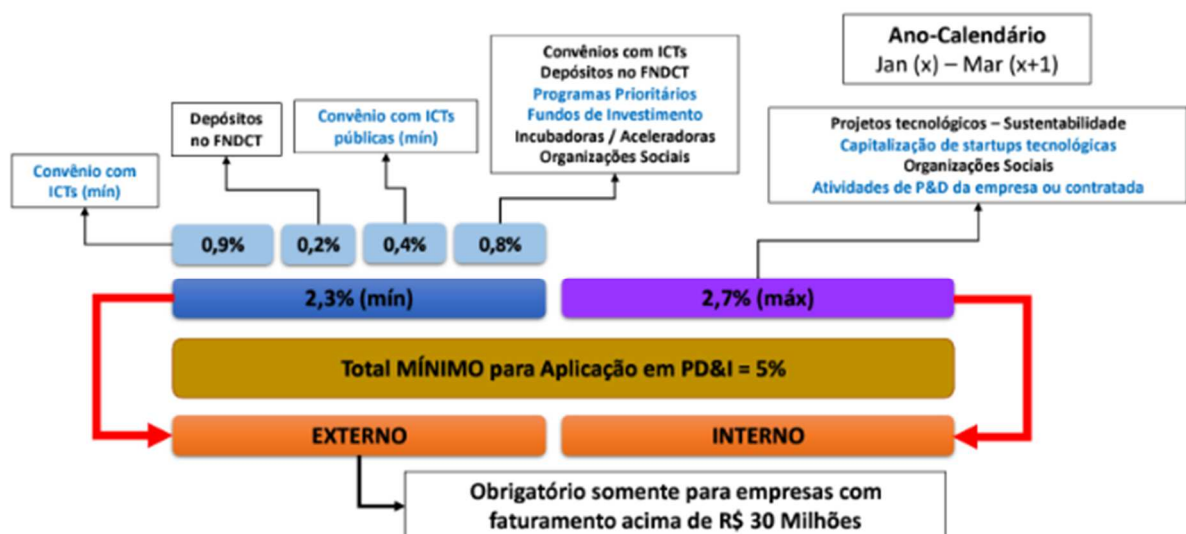 Convênio com
ICTs (mín)
Depósitos
no FNDCT
Convênio com ICTs
públicas (mín)
Convênios com ICTs
Depósitos no FNDCT
Programas Prioritários
Fundos de Investimento
Incubadoras / Aceleradoras
Organizações Sociais
Ano-Calendário
Jan (x) – Mar (x+1)
Projetos tecnológicos – Sustentabilidade
Capitalização de startups tecnológicas
Organizações Sociais
Atividades de P&D da empresa ou contratada
0,9%
0,2%
0,4%
0,8%
2,3% (mín)
2,7% (máx)
Total MÍNIMO para Aplicação em PD&I = 5%
EXTERNO
INTERNO
Obrigatório somente para empresas com
faturamento acima de R$ 30 Milhões